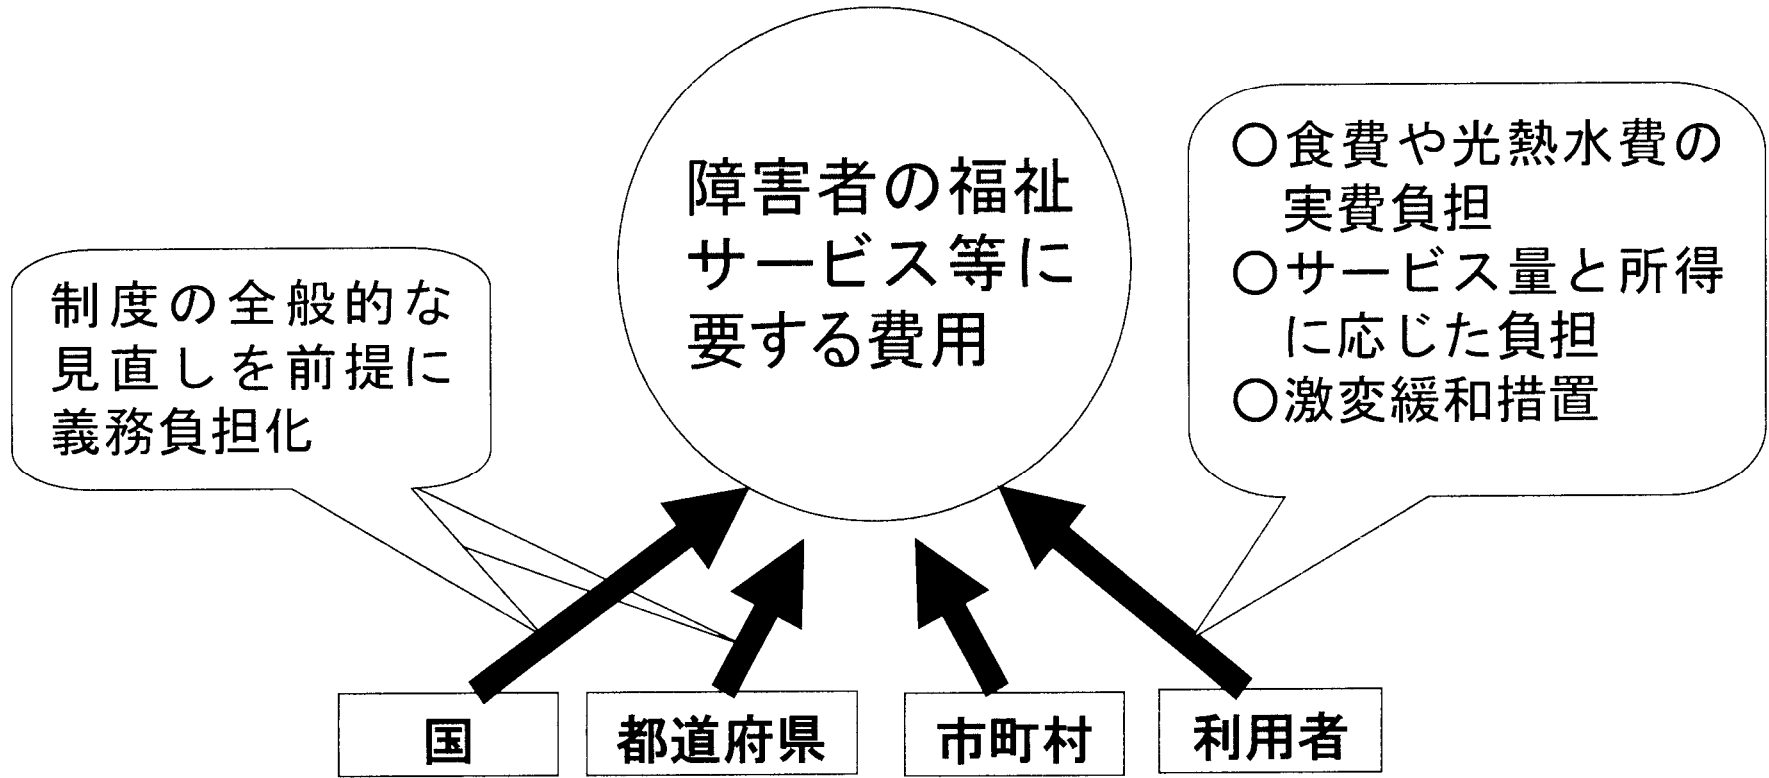 障害者の福祉
サービス等に
要する費用
制度の全般的な
見直しを前提に
義務負担化
○食費や光熱水費の
実費負担
○サービス量と所得
に応じた負担
○激変緩和措置
国
都道府県
市町村
利用者